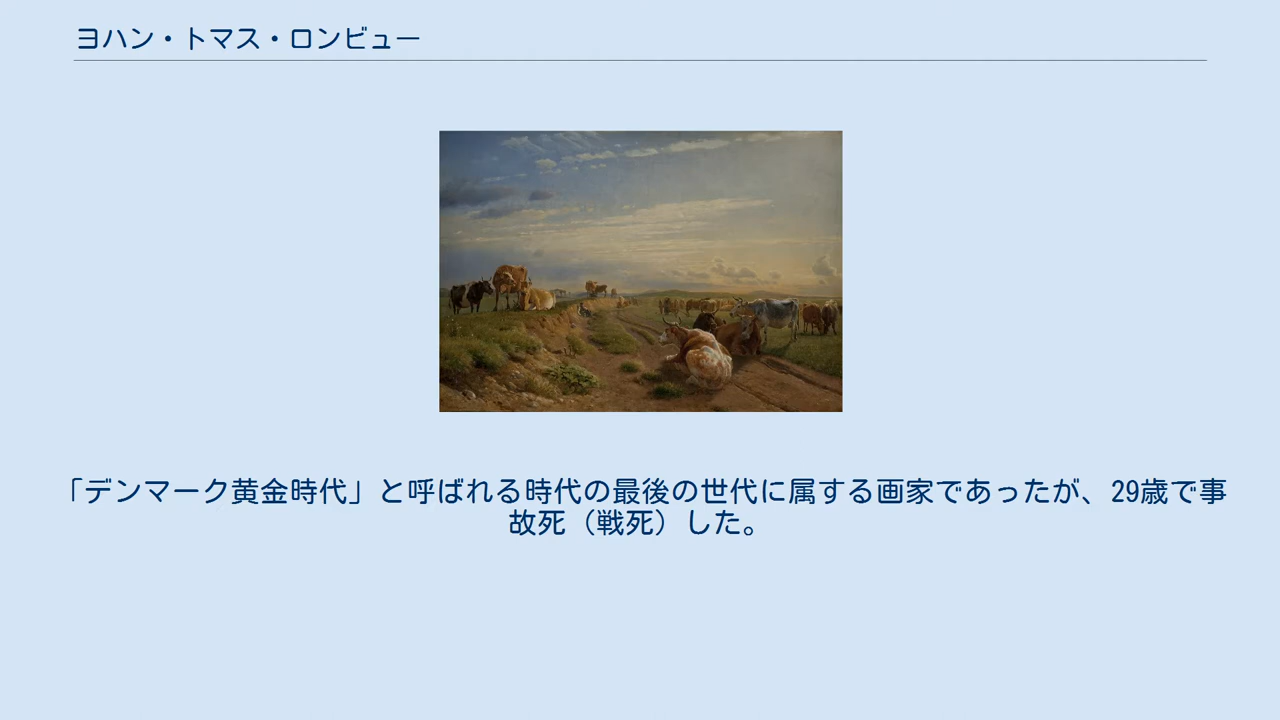 ヨハン・トマス・ロンビュー
「デンマーク黄金時代」と呼ばれる時代の最後の世代に属する画家であったが、29歳で事
故死（戦死）した。